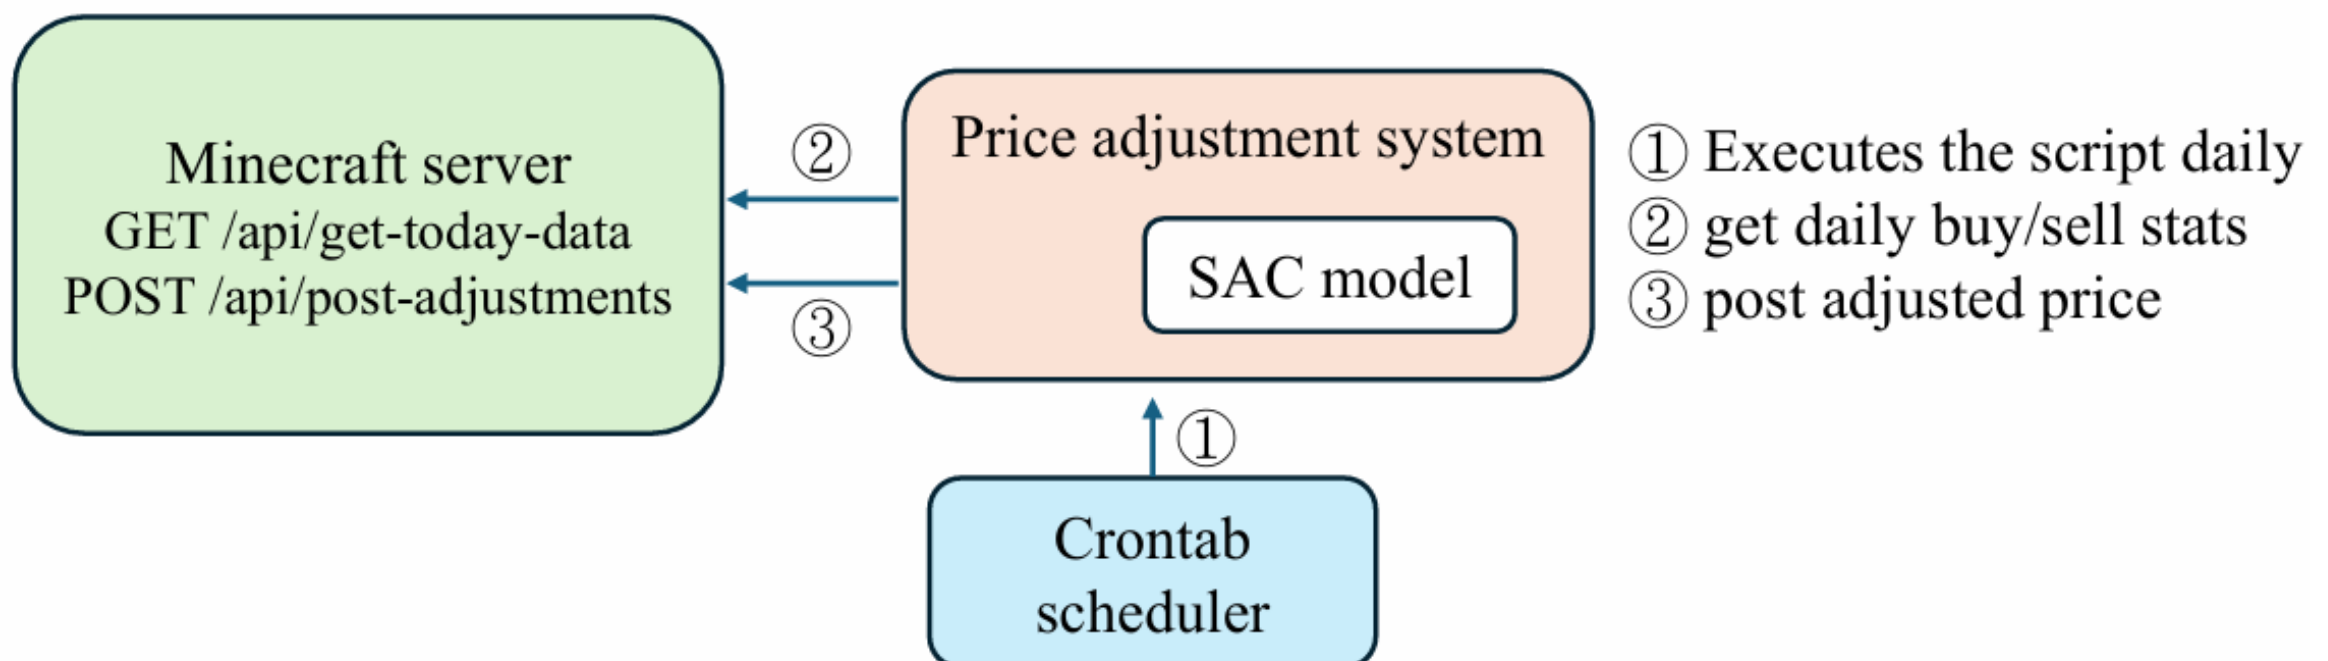 Minecraft server
GET /api/get-today-data
POST /api/post-adjustments
②
③
Price adjustment system
SAC model
①
Crontab
scheduler
① Executes the script daily
② get daily buy/sell stats
③ post adjusted price